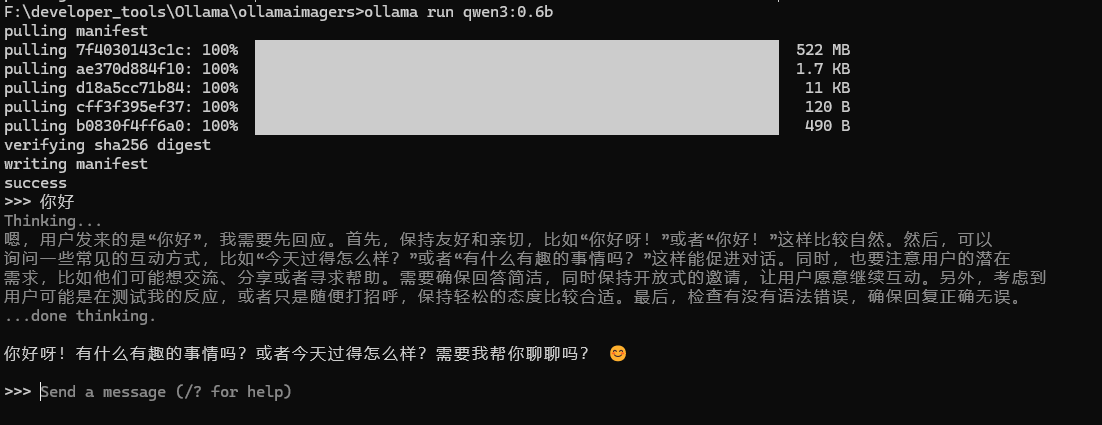 F:\developer_tools\Ollama\ollamaimagers>ollama run qwen3:0.6b
pulling manifest
pulling 7f4030143c1c: 100% 522 MB
pulling ae370d884f10: 100% 1.7 KB
pulling d18a5cc71b84: 100% 11 KB
pulling cff3f395ef37: 100% 120 B
pulling b0830f4ff6a0: 100% 490 B
verifying sha256 digest
writing manifest
success
>>> 你好
Thinking...
嗯，用户发来的是“你好”，我需要先回应。首先，保持友好和亲切，比如“你好呀！”或者“你好！”这样比较自然。然后，可以
询问一些常见的互动方式，比如“今天过得怎么样？”或者“有什么有趣的事情吗？”这样能促进对话。同时，也要注意用户的潜在
需求，比如他们可能想交流、分享或者寻求帮助。需要确保回答简洁，同时保持开放式的邀请，让用户愿意继续互动。另外，考虑到
用户可能是在测试我的反应，或者只是随便打招呼，保持轻松的态度比较合适。最后，检查有没有语法错误，确保回复正确无误。
...done thinking.
你好呀！有什么有趣的事情吗？或者今天过得怎么样？需要我帮你聊聊吗？ 😊
>>> Send a message (/? for help)